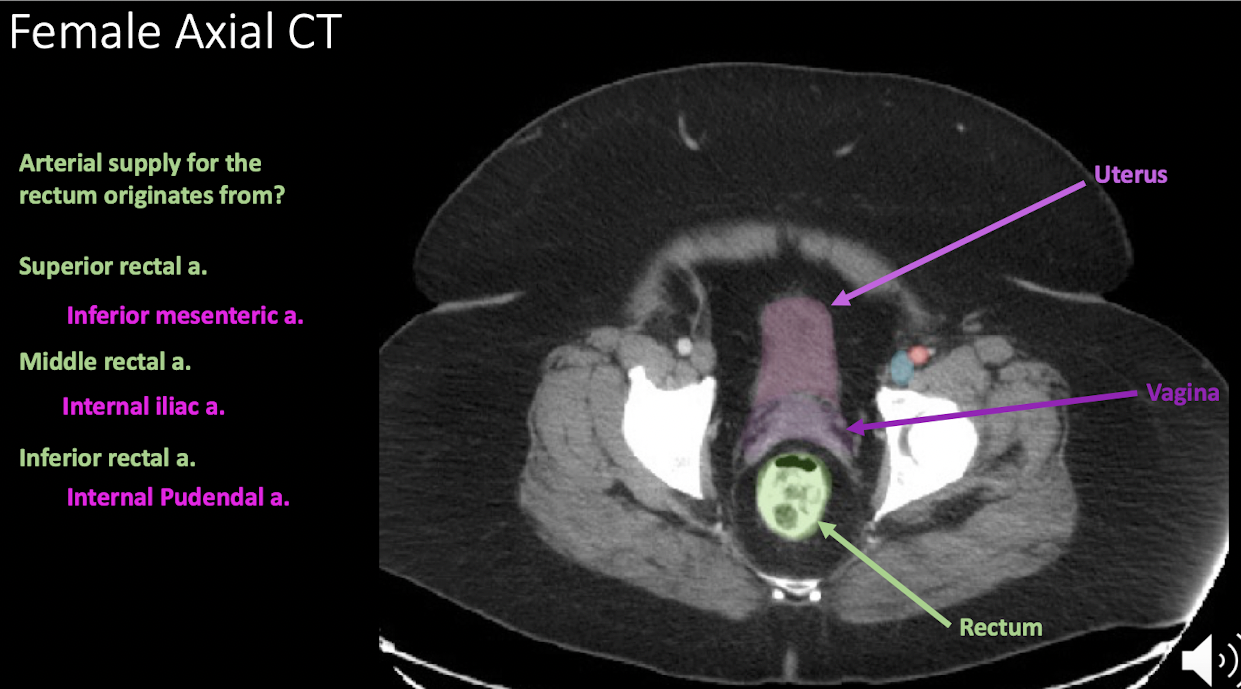 Female Axial CT
Arterial supply for the
rectum originates from?
Superior rectal a.
Inferior mesenteric a.
Middle rectal a.
Internal iliac a.
Inferior rectal a.
Internal Pudendal a.
Uterus
Vagina
Rectum